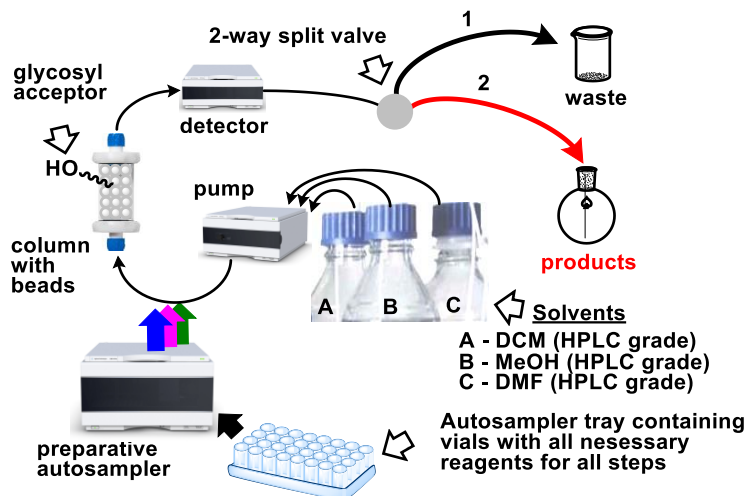 1
2-way split valve
glycosyl
acceptor
2
waste
detector
HO
pump
column
with
beads
products
A
B
C
Solvents
A - DCM (HPLC grade)
B - MeOH (HPLC grade)
C - DMF (HPLC grade)
preparative
autosampler
Autosampler tray containing
vials with all nesessary
reagents for all steps